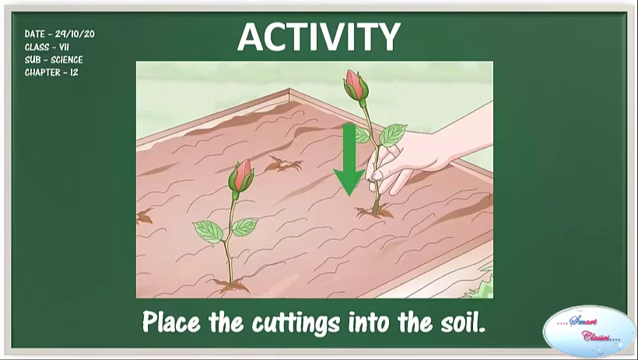 DATE - 29/10/20
CLASS - VII
SUB - SCIENCE
CHAPTER - 12
ACTIVITY
Place the cuttings into the soil.
....Smart
Classes....